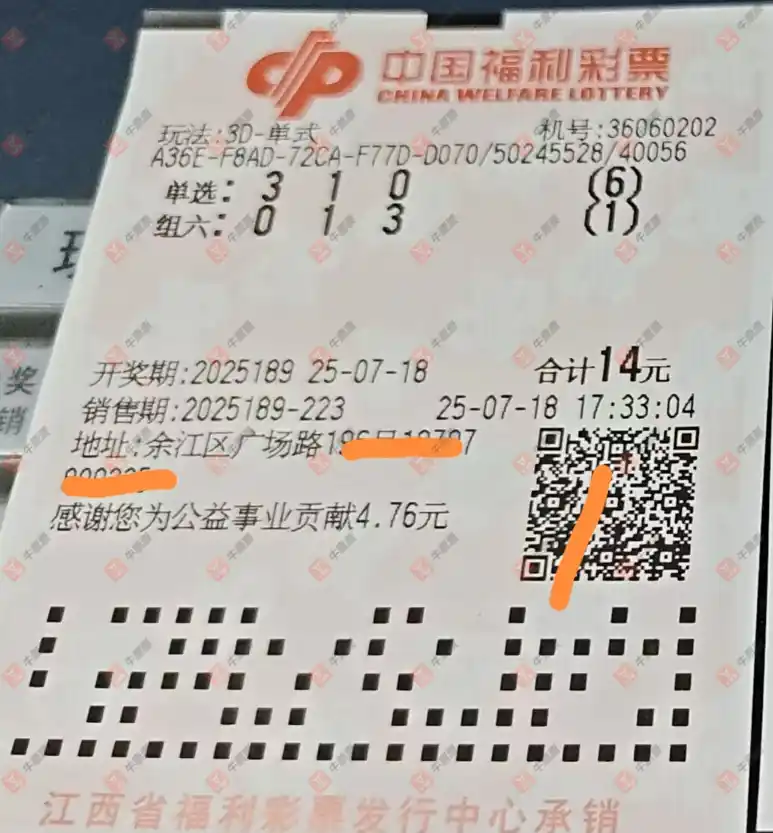 中国福利彩票
CHINA WELFARE LOTTERY
玩法:3D-单式 机号:36060202
A36E-F8AD-72CA-F77D-D070/50245528/40056
单选: 3 1 0 (6)
组六: 0 1 3 (1)
开奖期:2025189 25-07-18 合计14元
销售期:2025189-223 25-07-18 17:33:04
地址:余江区广场路1
感谢您为公益事业贡献4.76元
江西省福利彩票发行中心承销
奖
销